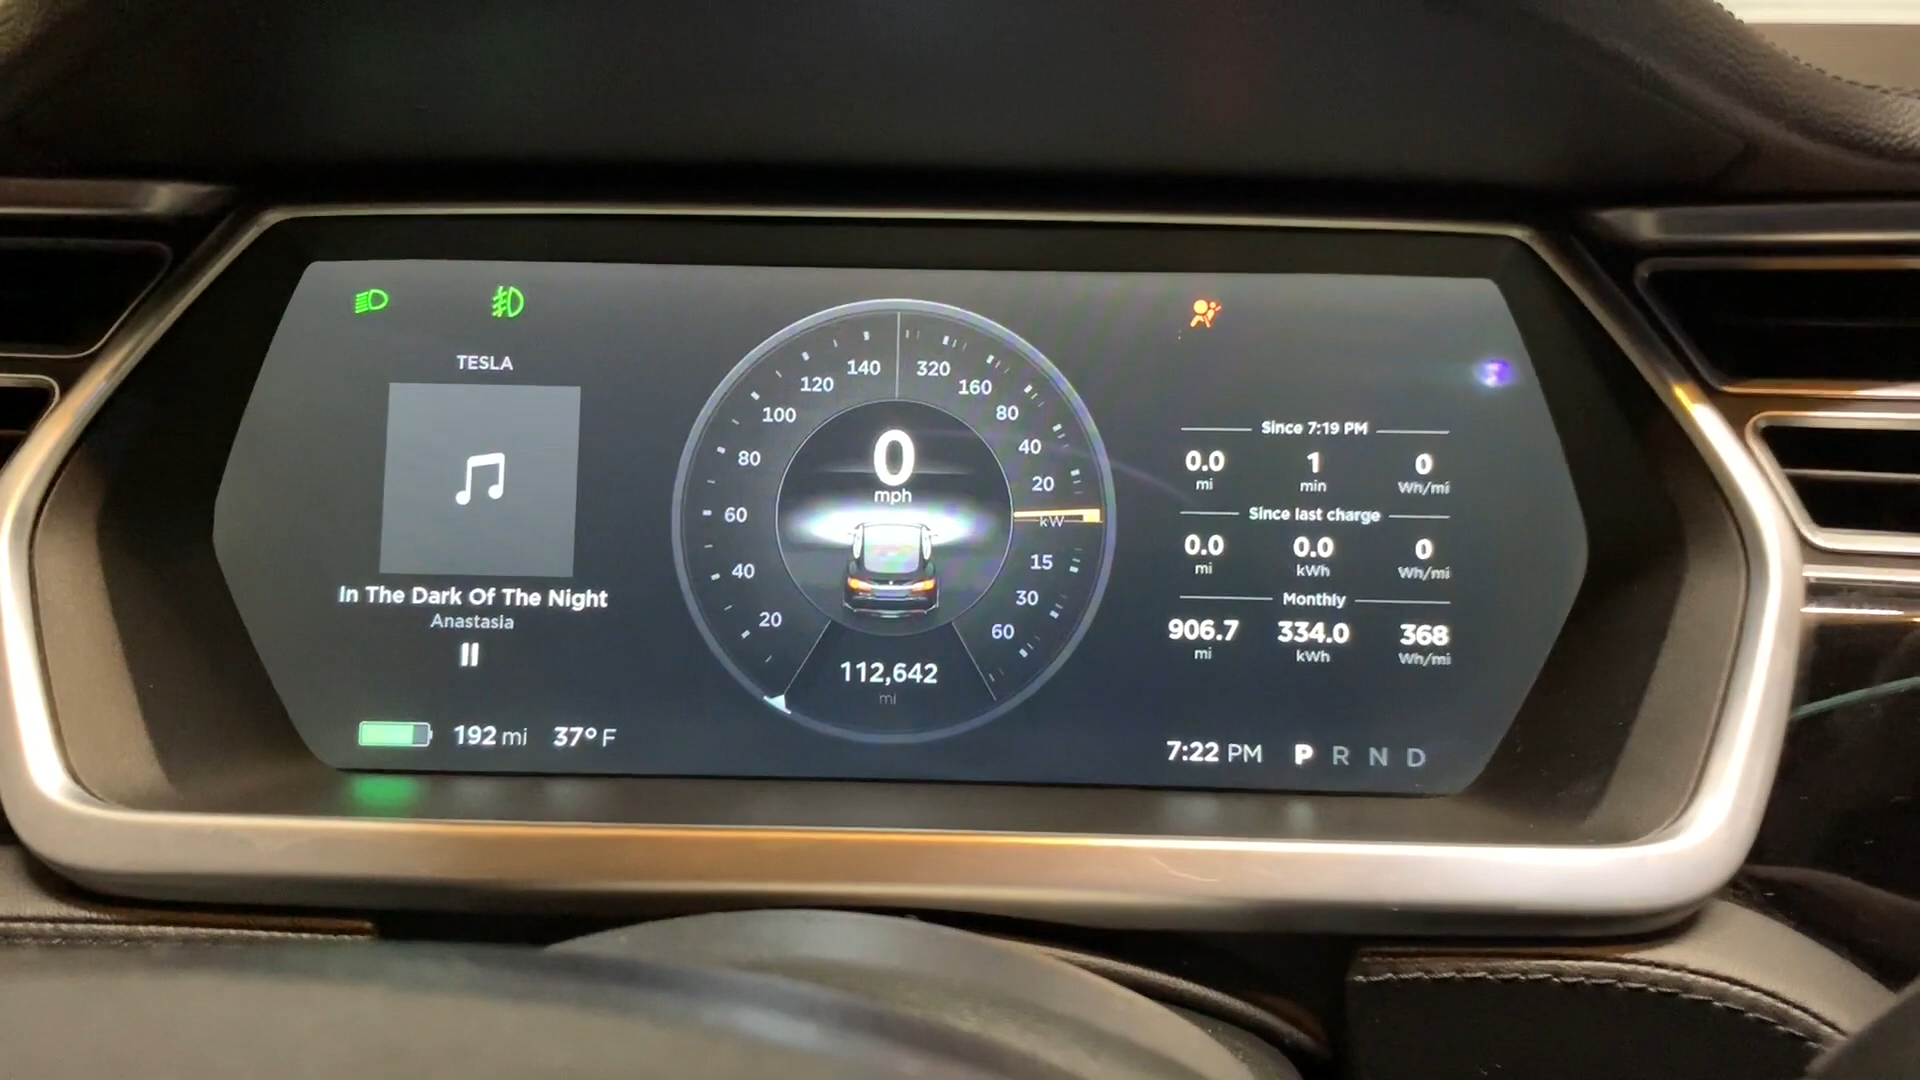 TESLA
In The Dark Of The Night
Anastasia
192 mi 37° F
140 320
120 160
100 80
80 40
60 20
40 kW
20 15
30
60
0
mph
112,642
mi
Since 7:19 PM
0.0 1 0
mi min Wh/mi
Since last charge
0.0 0.0 0
mi kWh Wh/mi
Monthly
906.7 334.0 368
mi kWh Wh/mi
7:22 PM P R N D